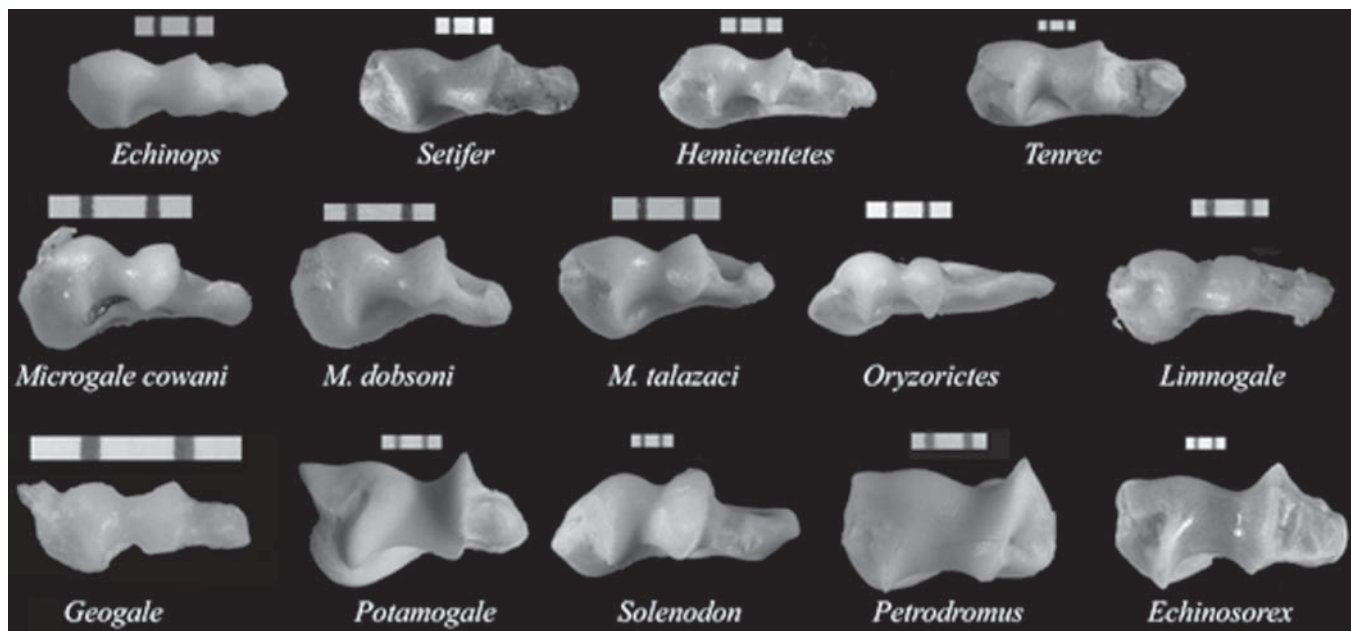 Echinops Setifer Hemicentetes Tenrec
Microgale cowani M. dobsoni M. talazaci Oryzorictes Limnogale
Geogale Potamogale Solenodon Petrodromus Echinosorex